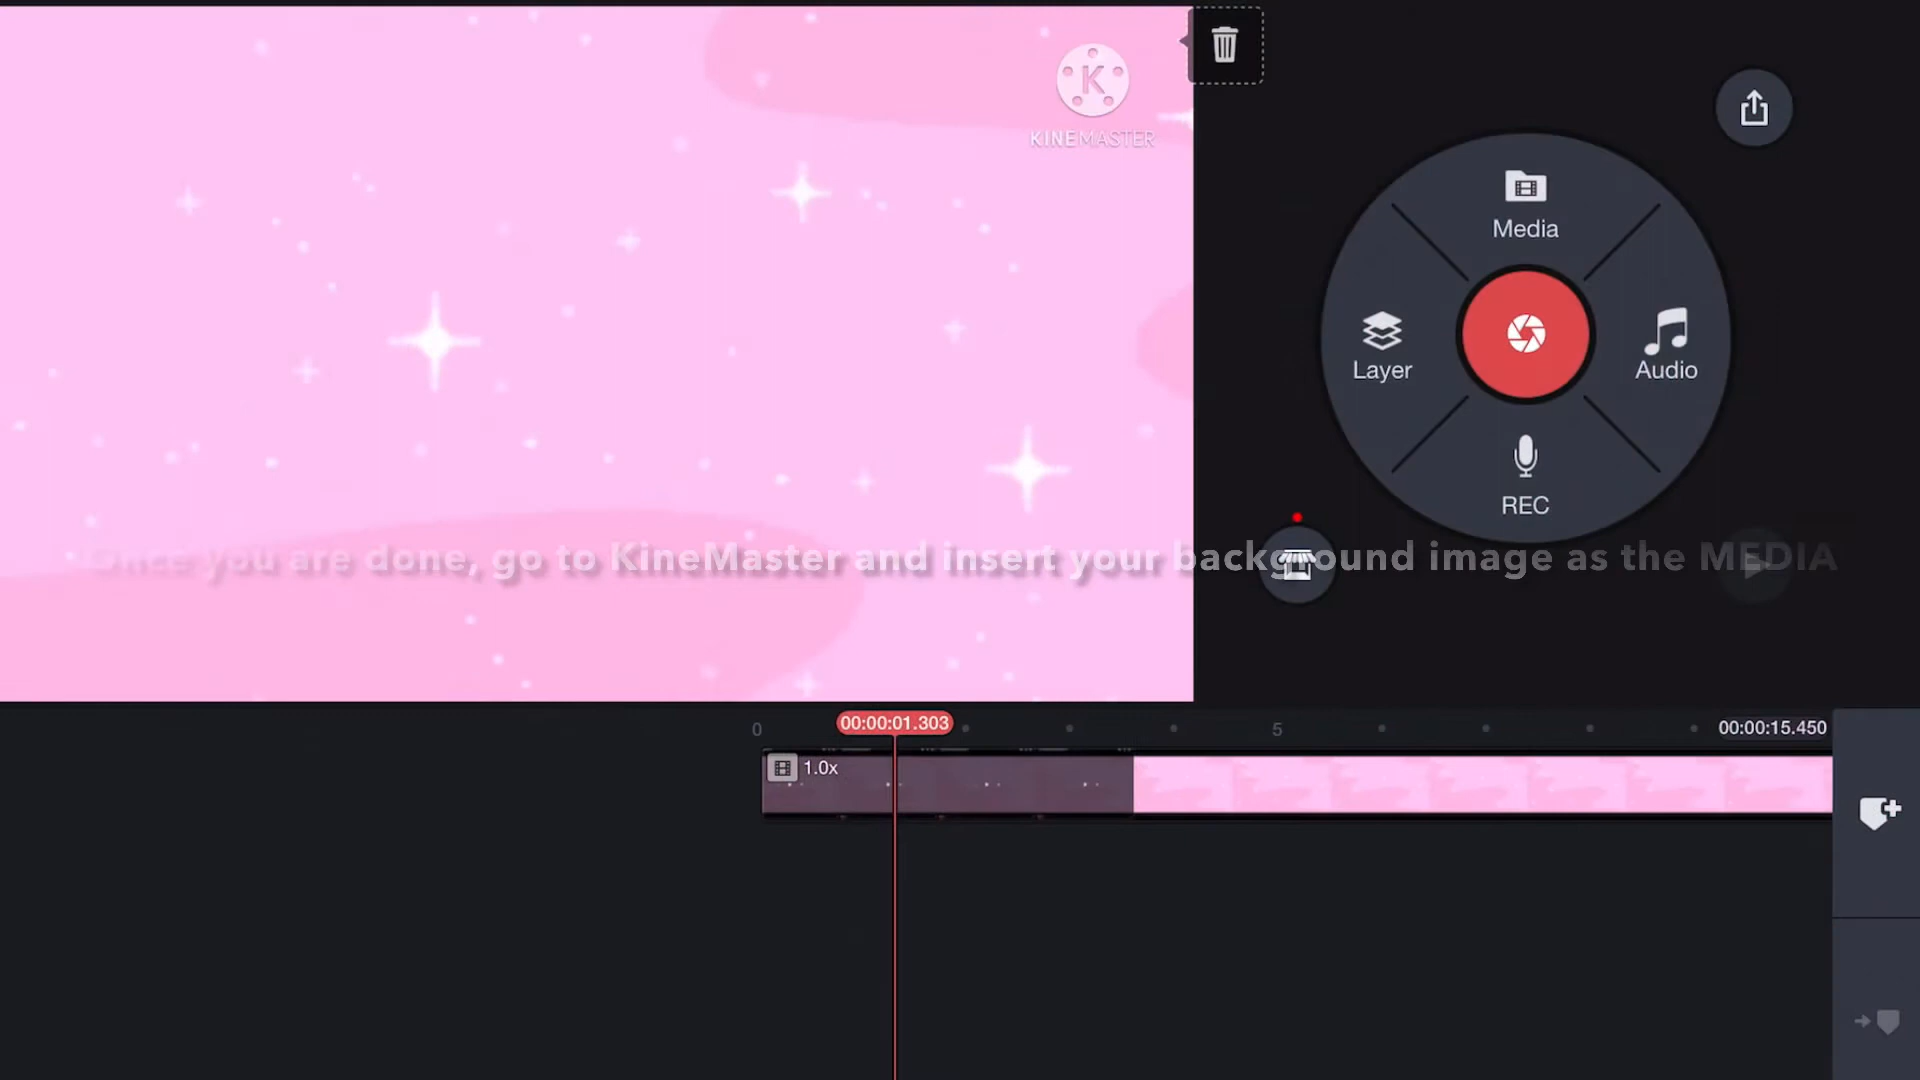 K
KINEMASTER
Media
Layer
Audio
REC
Once you are done, go to KineMaster and insert your background image as the MEDIA
0
00:00:01.303
5
00:00:15.450
1.0x